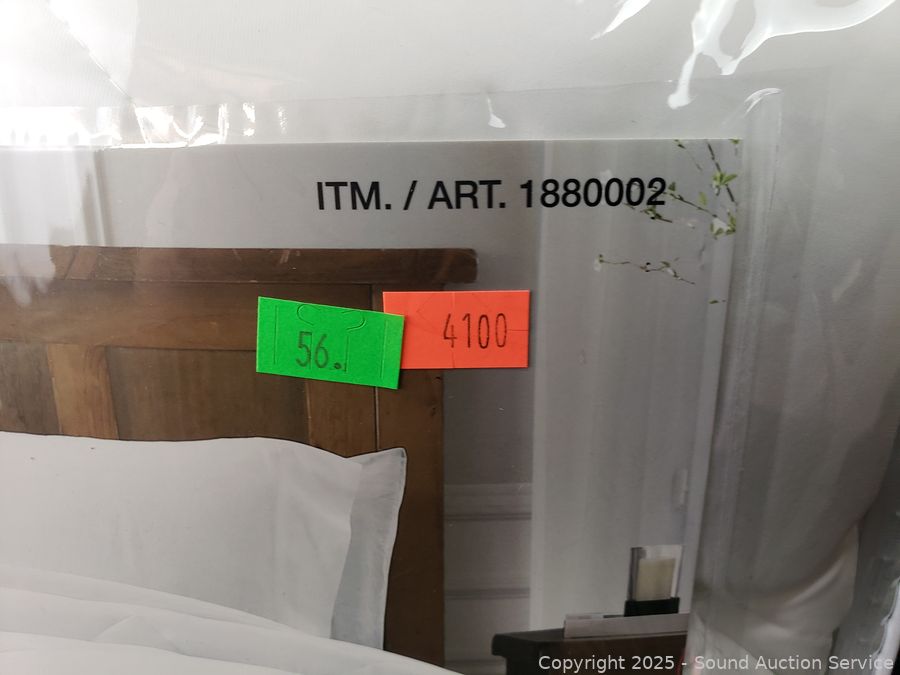 ITM. / ART. 1880002
56.
4100
Copyright 2025 - Sound Auction Service